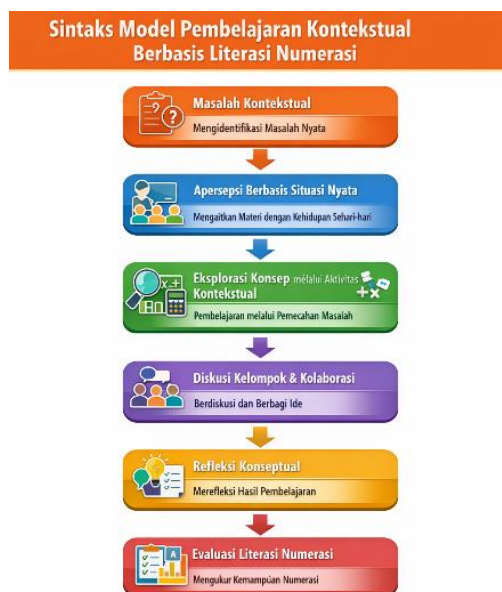 Sintaks Model Pembelajaran Kontekstual
Berbasis Literasi Numerasi
Masalah Kontekstual
Mengidentifikasi Masalah Nyata
Apersepsi Berbasis Situasi Nyata
Mengaitkan Materi dengan Kehidupan Sehari-hari
Eksplorasi Konsep melalui Aktivitas
Kontekstual
Pembelajaran melalui Pemecahan Masalah
Diskusi Kelompok & Kolaborasi
Berdiskusi dan Berbagi Ide
Refleksi Konseptual
Merefleksi Hasil Pembelajaran
Evaluasi Literasi Numerasi
Mengukur Kemampuan Numerasi